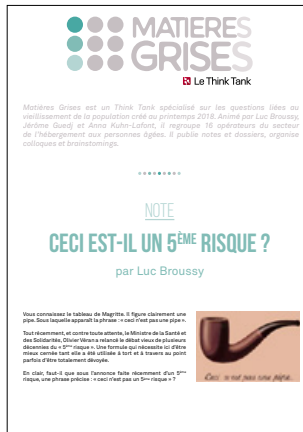 MATIÈRES
GRISES
Le Think Tank
Matières Grises est un Think Tank spécialisé sur les questions liées au
vieillissement de la population créé au printemps 2018. Animé par Luc Broussy,
Jérôme Guedj et Anna Kuhn-Lafont, il regroupe 16 opérateurs du secteur
de l'hébergement aux personnes âgées. Il publie notes et dossiers, organise
colloques et brainstomings.
NOTE
CECI EST-IL UN 5ÈME RISQUE ?
par Luc Broussy
Vous connaissez le tableau de Magritte. Il figure clairement une
pipe. Sous laquelle apparaît la phrase : « ceci n'est pas une pipe ».
Tout récemment, et contre toute attente, le Ministre de la Santé et
des Solidarités, Olivier Véran a relancé le débat vieux de plusieurs
décennies du « 5ème risque ». Une formule qui nécessite ici d'être
mieux cernée tant elle a été utilisée à tort et à travers au point
parfois d'être totalement dévoyée.
En clair, faut-il que sous l'annonce faite récemment d'un 5ème
risque, une phrase précise : « ceci n'est pas un 5ème risque » ?
Ceci n'est pas une pipe.